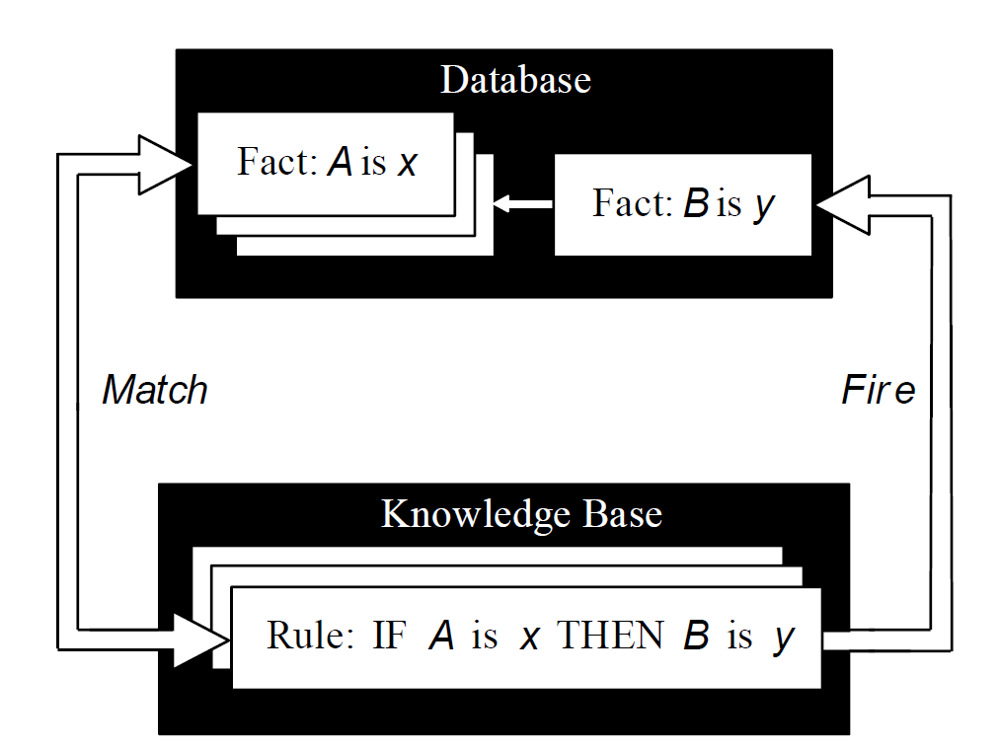 Database
Fact: A is x
Fact: B is y
Match
Fire
Knowledge Base
Rule: IF A is x THEN B is y